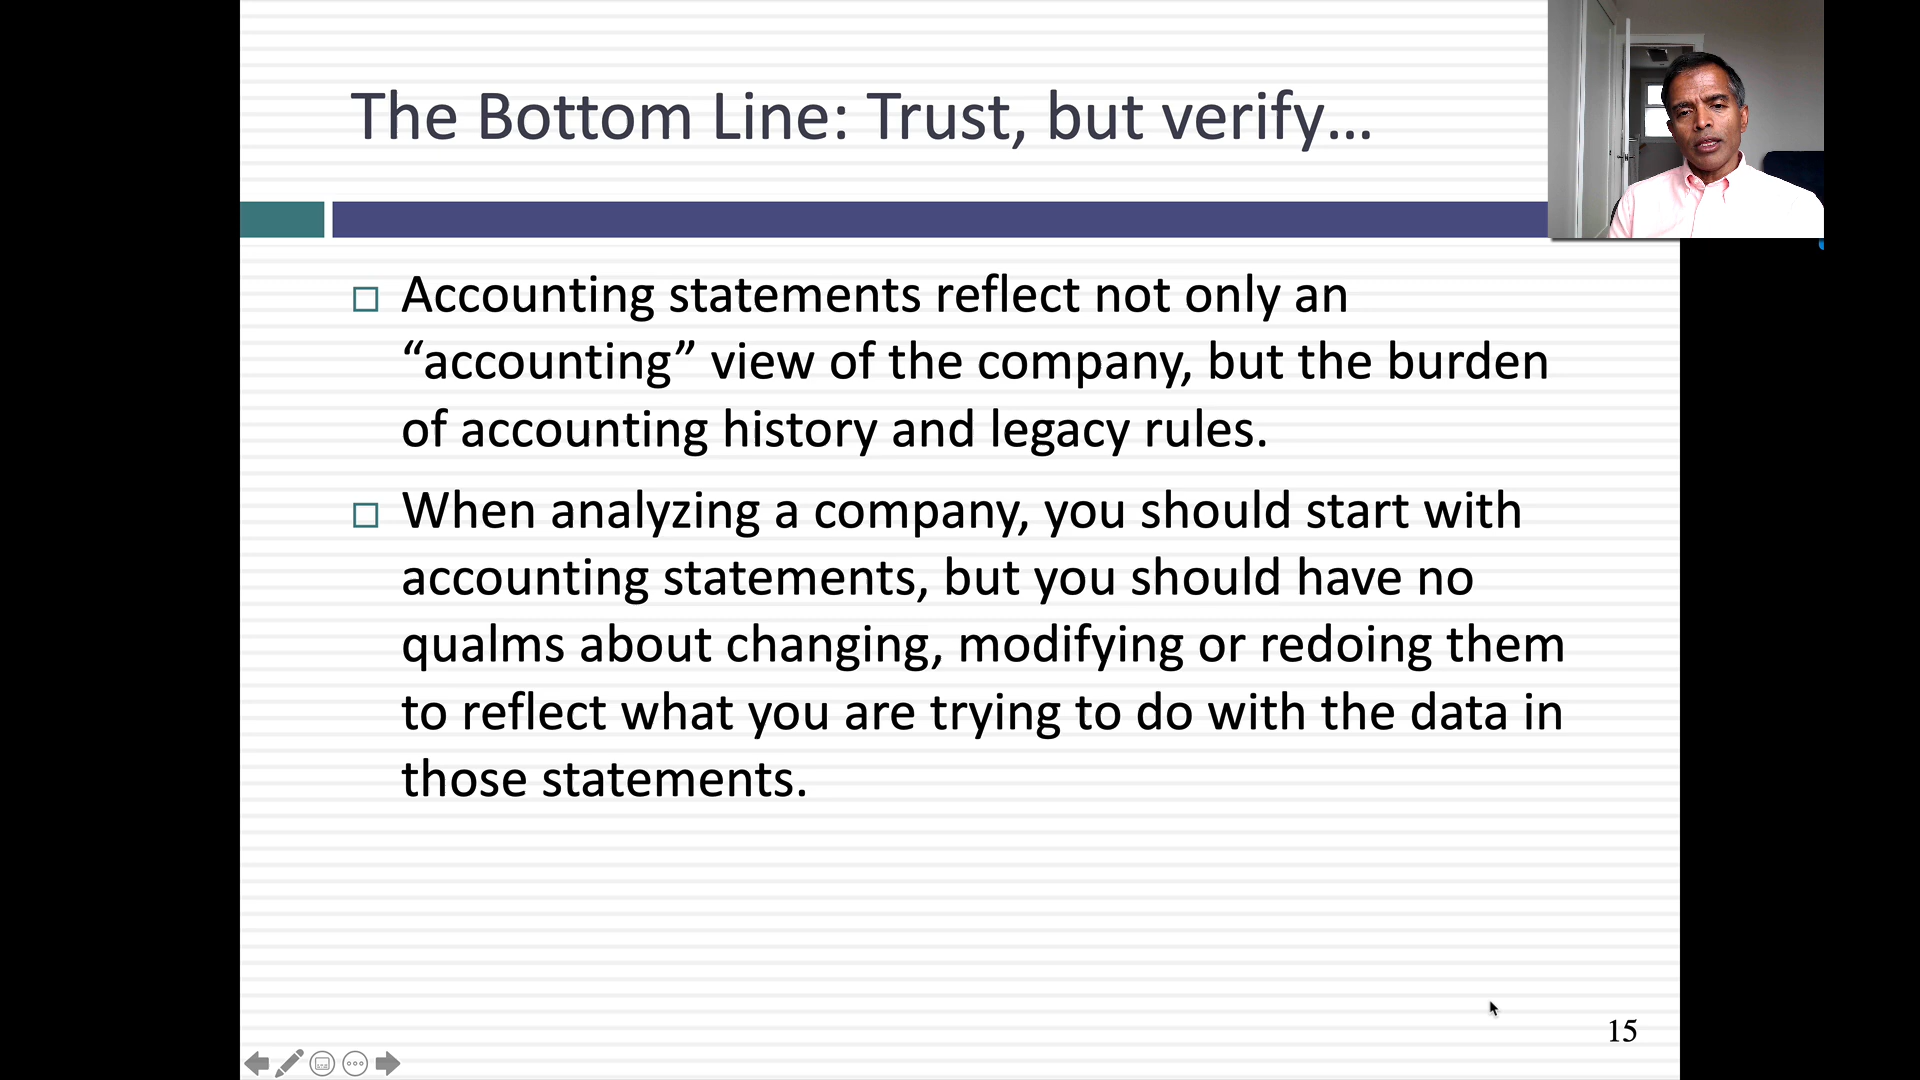 The Bottom Line: Trust, but verify…
Accounting statements reflect not only an
“accounting” view of the company, but the burden
of accounting history and legacy rules.
When analyzing a company, you should start with
accounting statements, but you should have no
qualms about changing, modifying or redoing them
to reflect what you are trying to do with the data in
those statements.
15